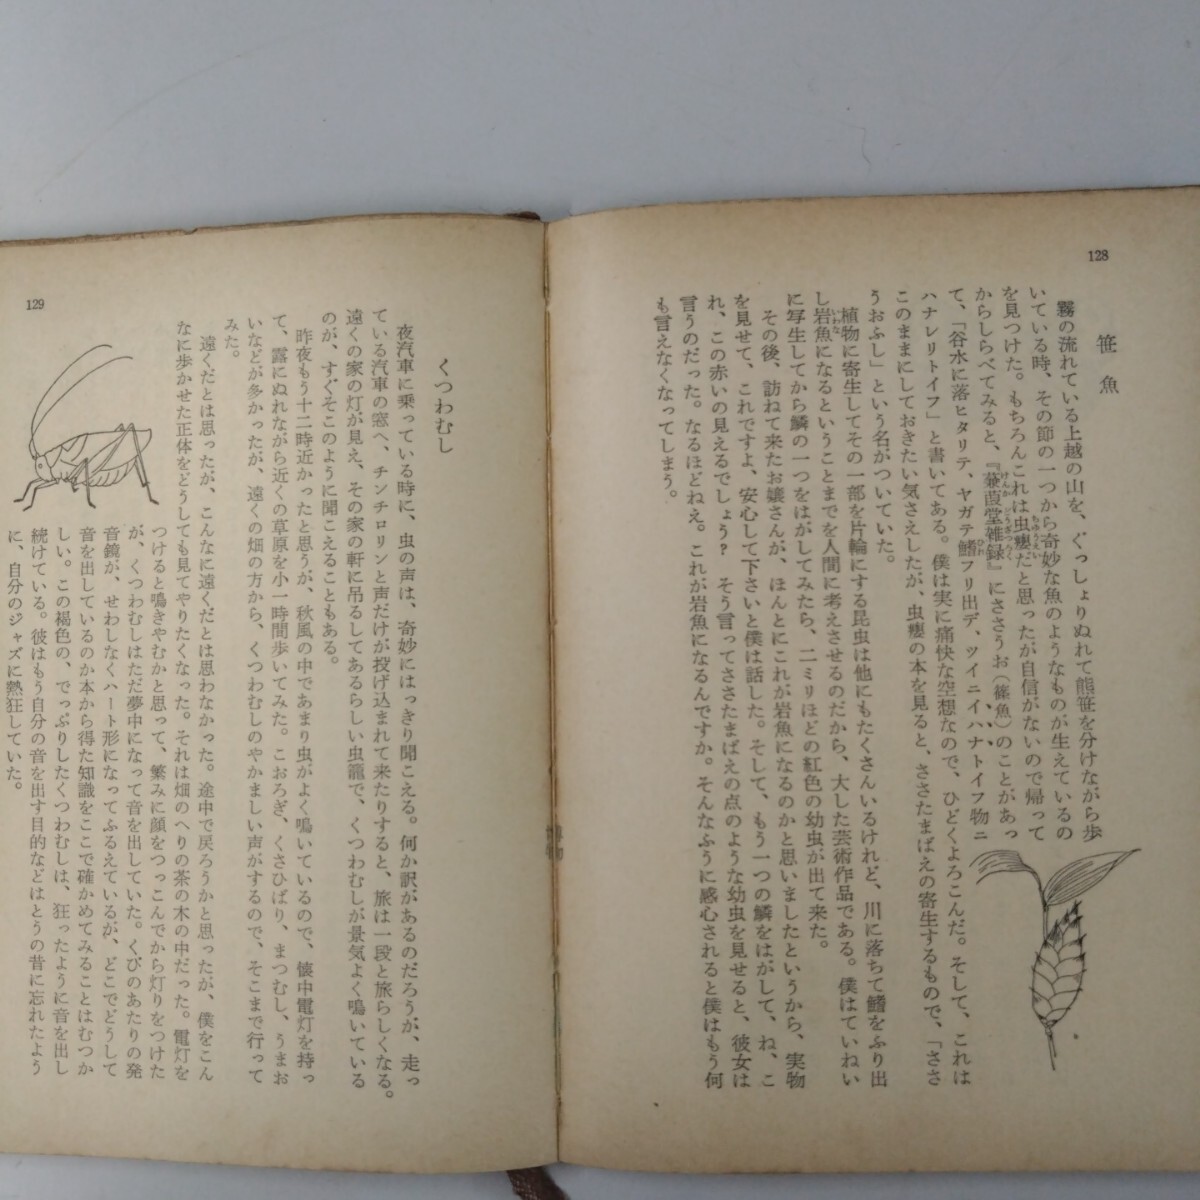 128
笹魚
霧の流れている上越の山を、ぐっしょりぬれて熊笹を分けながら歩
いている時、その節の一つから奇妙な魚のようなものが生えているの
を見つけた。もちろんこれは虫癭だと思ったが自信がないので帰って
からしらべてみると、『蒹葭堂雑録』にささうお（篠魚）のことがあっ
て、「谷水に落ヒタリテ、ヤガテ鰭フリ出デ、ツイニイハナトイフ物ニ
ハナレリトイフ」と書いてある。僕は実に痛快な空想なので、ひどくよろこんだ。そして、これは
このままにしておきたい気さえしたが、虫癭の本を見ると、ささたまばえの寄生するもので、「ささ
うおふし」という名がついていた。
植物に寄生してその一部を片輪にする昆虫は他にもたくさんいるけれど、川に落ちて鰭をふり出
し岩魚になるということまでを人間に考えさせるのだから、大した芸術作品である。僕はていねい
に写生してから鱗の一つをはがしてみたら、二ミリほどの紅色の幼虫が出て来た。
その後、訪ねて来たお嬢さんが、ほんとにこれが岩魚になるのかと思いましたというから、実物
を見せて、これですよ、安心して下さいと僕は話した。そして、もう一つの鱗をはがして、ね、こ
れ、この赤いの見えるでしょう？　そう言ってささたまばえの点のような幼虫を見せると、彼女は
言うのだった。なるほどねえ。これが岩魚になるんですか。そんなふうに感心されると僕はもう何
も言えなくなってしまう。
129
くつわむし
夜汽車に乗っている時に、虫の声は、奇妙にはっきり聞こえる。何か訳があるのだろうが、走っ
ている汽車の窓へ、チンチロリンと声だけが投げ込まれて来たりすると、旅は一段と旅らしくなる。
遠くの家の灯が見え、その家の軒に吊るしてあるらしい虫籠で、くつわむしが景気よく鳴いている
のが、すぐそこのように聞こえることもある。
昨夜もう十二時近かったと思うが、秋風の中であまり虫がよく鳴いているので、懐中電灯を持っ
て、露にぬれながら近くの草原を小一時間歩いてみた。こおろぎ、くさひばり、まつむし、うまお
いなどが多かったが、遠くの畑の方から、くつわむしのやかましい声がするので、そこまで行って
みた。
遠くだとは思ったが、こんなに遠くだとは思わなかった。途中で戻ろうかと思ったが、僕をこん
なに歩かせた正体をどうしても見てやりたくなった。それは畑のへりの茶の木の中だった。電灯を
つけると鳴きやむかと思って、繁みに顔をつっこんでから灯りをつけた
が、くつわむしはただ夢中になって音を出していた。くびのあたりの発
音鏡が、せわしなくハート形になってふるえているが、どこでどうして
音を出しているのか本から得た知識をここで確かめてみることはむつか
しい。この褐色の、でっぷりしたくつわむしは、狂ったように音を出し
続けている。彼はもう自分の音を出す目的などはとうの昔に忘れたよう
に、自分のジャズに熱狂していた。